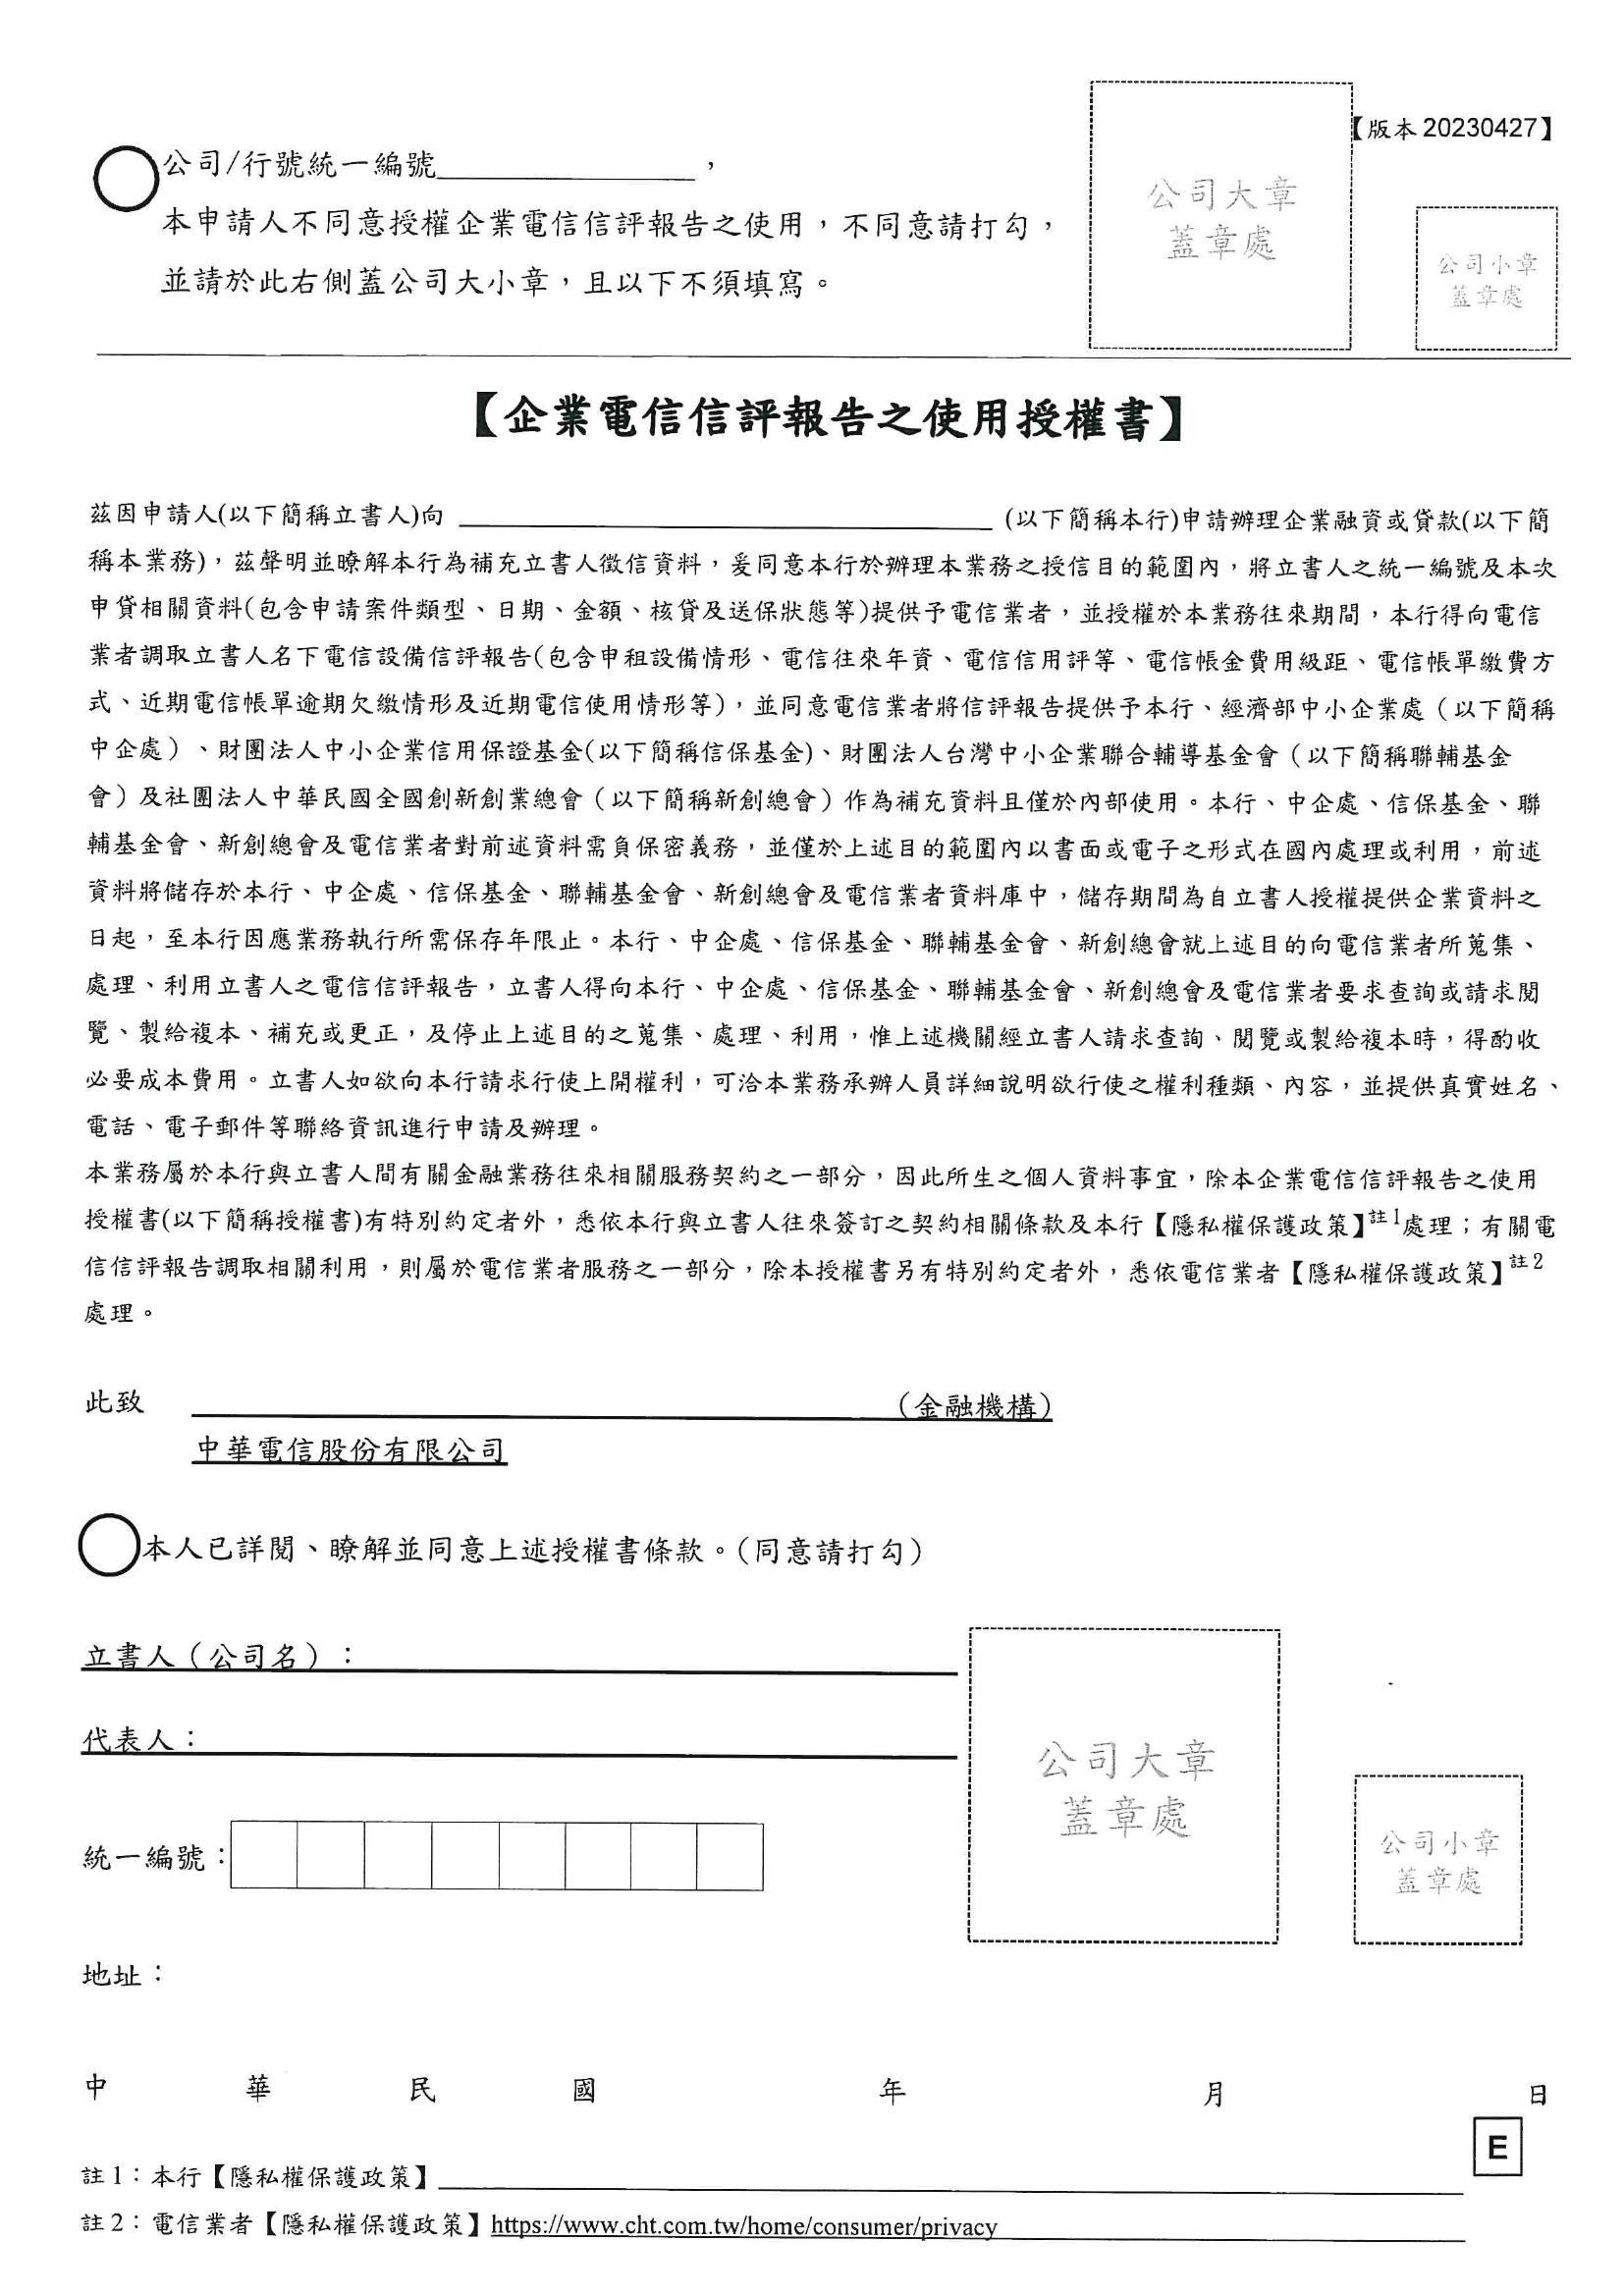 【版本20230427】
公司/行號統一編號＿＿＿＿＿＿＿＿，
本申請人不同意授權企業電信信評報告之使用，不同意請打勾，
並請於此右側蓋公司大小章，且以下不須填寫。
公司大章
蓋章處
公司小章
蓋章處
【企業電信信評報告之使用授權書】
茲因申請人(以下簡稱立書人)向＿＿＿＿＿＿＿＿＿＿＿＿＿＿＿＿(以下簡稱本行)申請辦理企業融資或貸款(以下簡
稱本業務)，茲聲明並瞭解本行為補充立書人徵信資料，爰同意本行於辦理本業務之授信目的範圍內，將立書人之統一編號及本次
申貸相關資料(包含申請案件類型、日期、金額、核貸及送保狀態等)提供予電信業者，並授權於本業務往來期間，本行得向電信
業者調取立書人名下電信設備信評報告(包含申租設備情形、電信往來年資、電信信用評等、電信帳金費用級距、電信帳單繳費方
式、近期電信帳單逾期欠繳情形及近期電信使用情形等)，並同意電信業者將信評報告提供予本行、經濟部中小企業處（以下簡稱
中企處）、財團法人中小企業信用保證基金(以下簡稱信保基金)、財團法人台灣中小企業聯合輔導基金會（以下簡稱聯輔基金
會）及社團法人中華民國全國創新創業總會（以下簡稱新創總會）作為補充資料且僅於內部使用。本行、中企處、信保基金、聯
輔基金會、新創總會及電信業者對前述資料需負保密義務，並僅於上述目的範圍內以書面或電子之形式在國內處理或利用，前述
資料將儲存於本行、中企處、信保基金、聯輔基金會、新創總會及電信業者資料庫中，儲存期間為自立書人授權提供企業資料之
日起，至本行因應業務執行所需保存年限止。本行、中企處、信保基金、聯輔基金會、新創總會就上述目的向電信業者所蒐集、
處理、利用立書人之電信信評報告，立書人得向本行、中企處、信保基金、聯輔基金會、新創總會及電信業者要求查詢或請求閱
覽、製給複本、補充或更正，及停止上述目的之蒐集、處理、利用，惟上述機關經立書人請求查詢、閱覽或製給複本時，得酌收
必要成本費用。立書人如欲向本行請求行使上開權利，可洽本業務承辦人員詳細說明欲行使之權利種類、內容，並提供真實姓名、
電話、電子郵件等聯絡資訊進行申請及辦理。
本業務屬於本行與立書人間有關金融業務往來相關服務契約之一部分，因此所生之個人資料事宜，除本企業電信信評報告之使用
授權書(以下簡稱授權書)有特別約定者外，悉依本行與立書人往來簽訂之契約相關條款及本行【隱私權保護政策】註1處理；有關電
信信評報告調取相關利用，則屬於電信業者服務之一部分，除本授權書另有特別約定者外，悉依電信業者【隱私權保護政策】註2
處理。
此致 ＿＿＿＿＿＿＿＿＿＿＿＿＿＿＿＿（金融機構）
中華電信股份有限公司
本人已詳閱、瞭解並同意上述授權書條款。（同意請打勾）
立書人（公司名）：
代表人：
公司大章
蓋章處
公司小章
蓋章處
統一編號：
地址：
中 華 民 國 年 月 日
E
註1：本行【隱私權保護政策】
註2：電信業者【隱私權保護政策】https://www.cht.com.tw/home/consumer/privacy